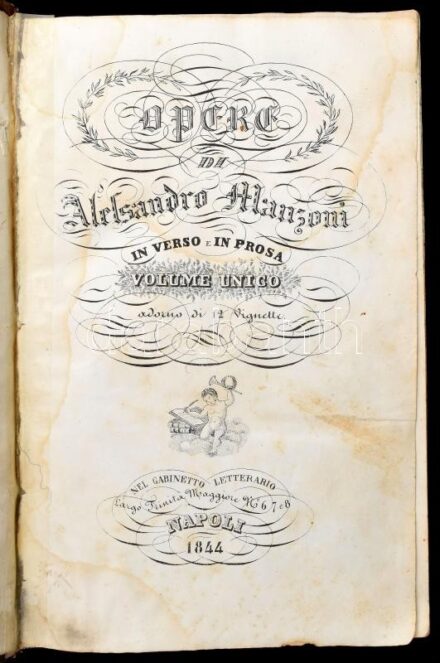 OPERE
DI
Alessandro Manzoni
IN VERSO E IN PROSA
VOLUME UNICO
adorno di 12 Vignette.
NEL GABINETTO LETTERARIO
Largo Trinità Maggiore N.i 6 7 e 8
NAPOLI
1844